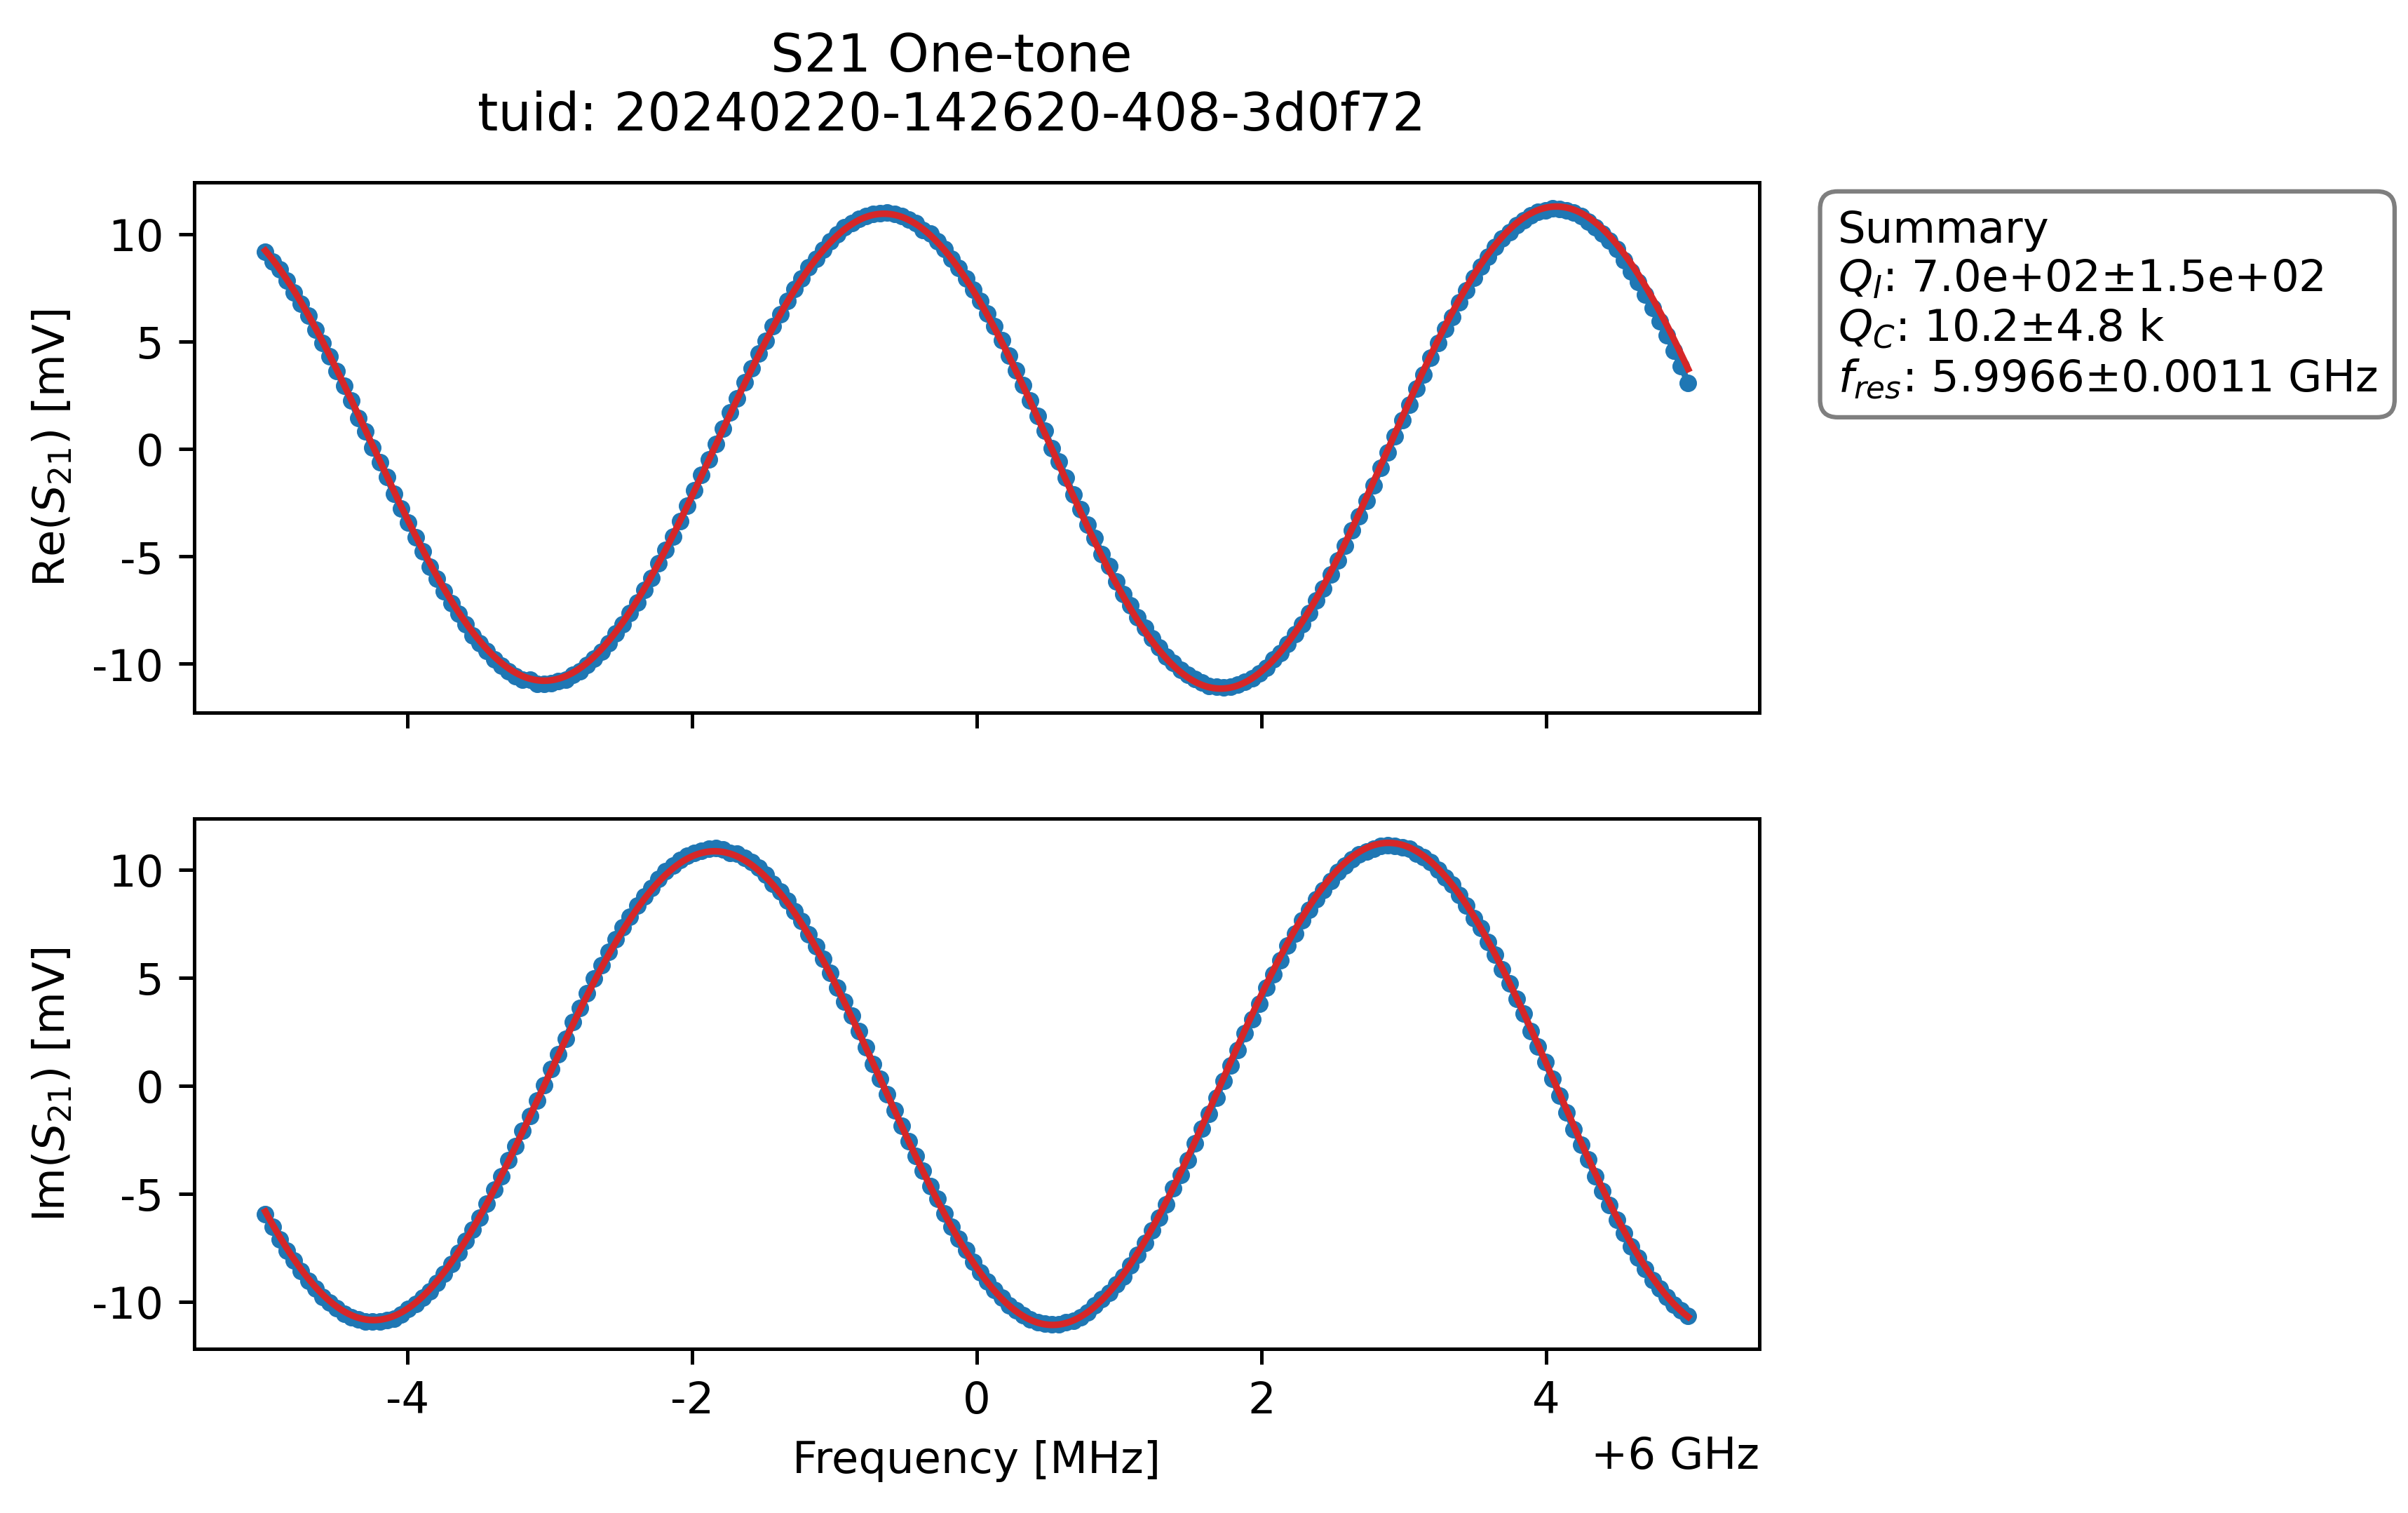 S21 One-tone
tuid: 20240220-142620-408-3d0f72
Re(S21) [mV]
10
5
0
-5
-10
Summary
QI: 7.0e+02±1.5e+02
QC: 10.2±4.8 k
fres: 5.9966±0.0011 GHz
Im(S21) [mV]
10
5
0
-5
-10
-4 -2 0 2 4
Frequency [MHz]
+6 GHz